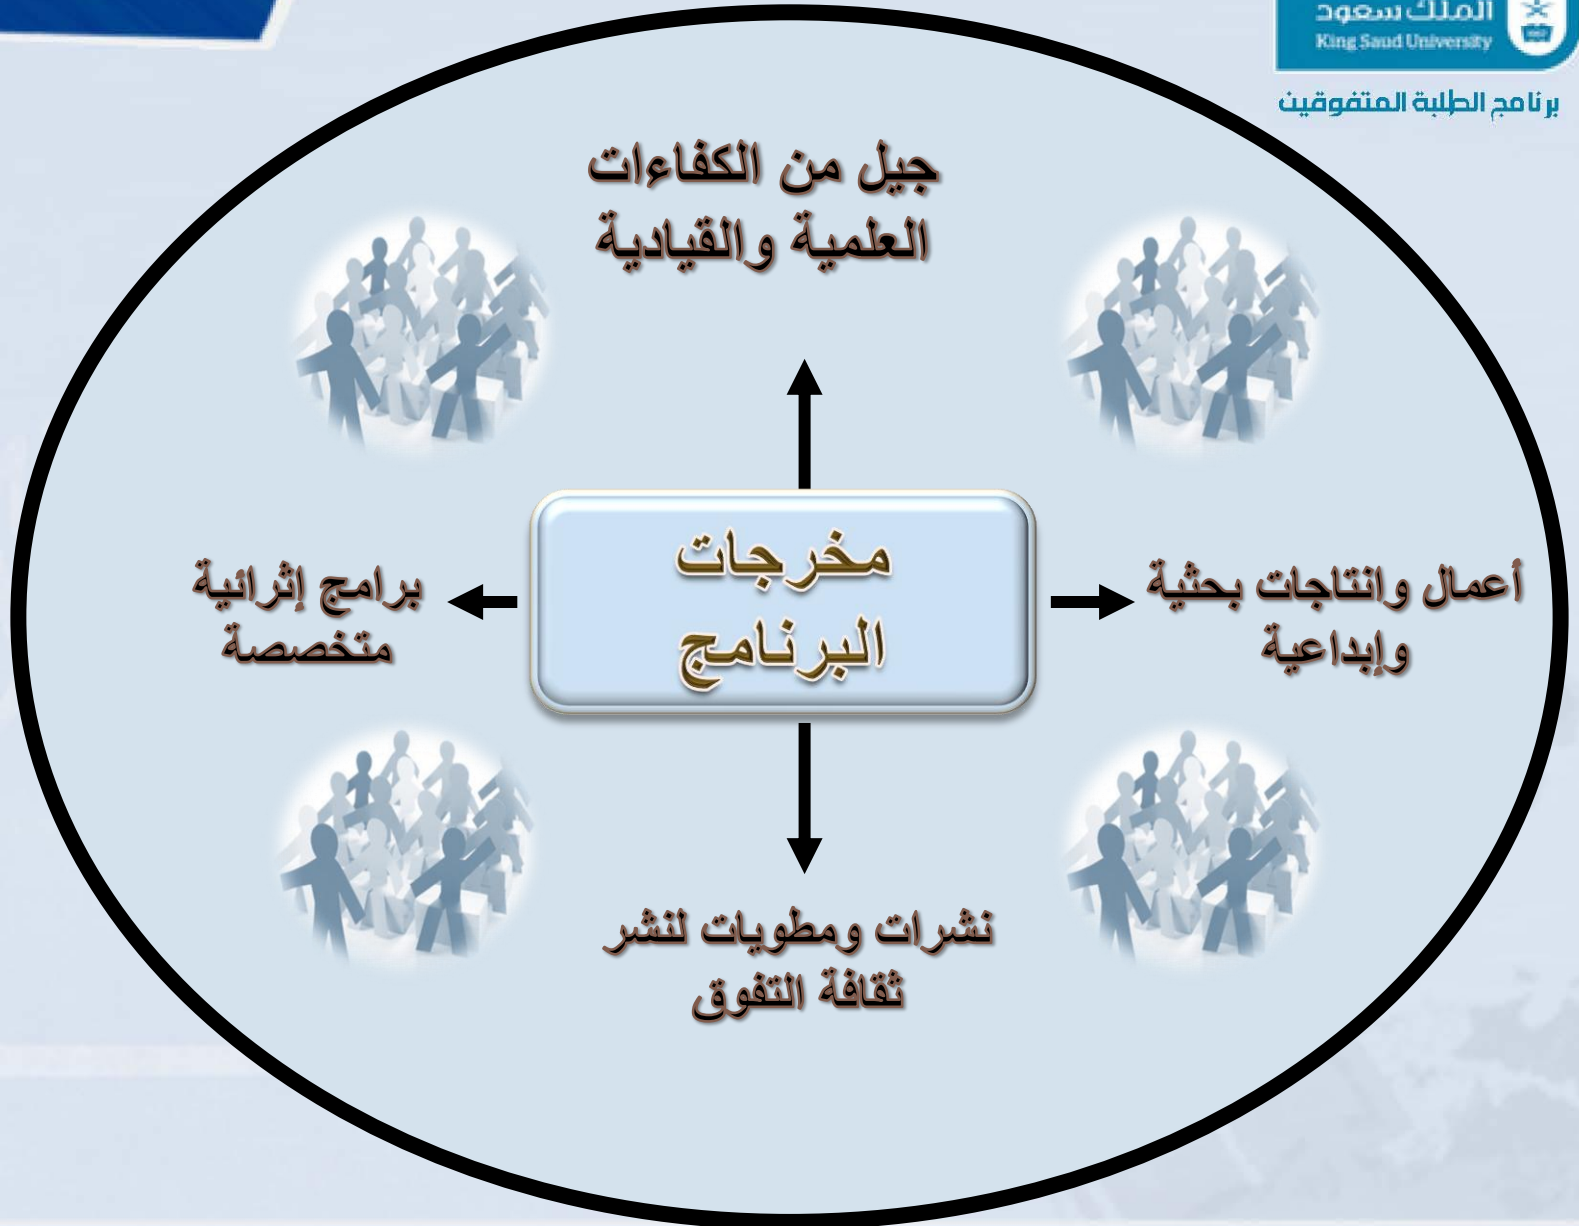 الملك سعود
King Saud University
برنامج الطلبة المتفوقين
جيل من الكفاءات
العلمية والقيادية
مخرجات
البرنامج
أعمال وانتاجات بحثية
وإبداعية
برامج إثرائية
متخصصة
نشرات ومطويات لنشر
ثقافة التفوق